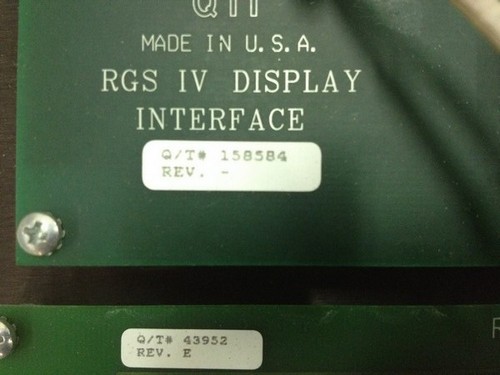 MADE IN U.S.A.
RGS IV DISPLAY
INTERFACE
Q/T# 158584
REV. -
Q/T# 43952
REV. E